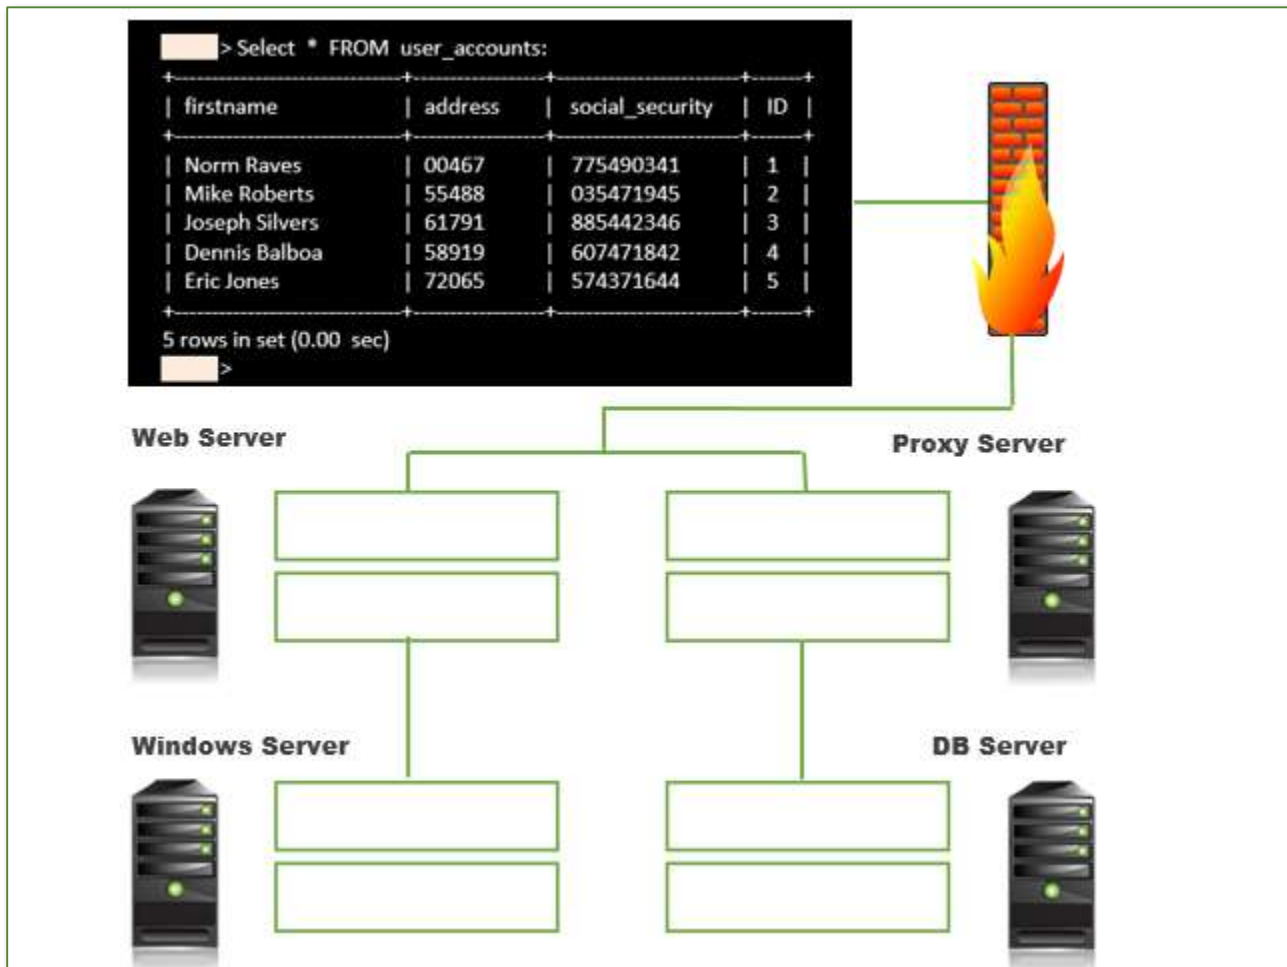 > Select * FROM user_accounts:
+----------------------------+----------------+----------------------+------+
| firstname | address | social_security | ID |
+----------------------------+----------------+----------------------+------+
| Norm Raves | 00467 | 775490341 | 1 |
| Mike Roberts | 55488 | 035471945 | 2 |
| Joseph Silvers | 61791 | 885442346 | 3 |
| Dennis Balboa | 58919 | 607471842 | 4 |
| Eric Jones | 72065 | 574371644 | 5 |
+----------------------------+----------------+----------------------+------+
5 rows in set (0.00 sec)
>
Web Server
Proxy Server
Windows Server
DB Server